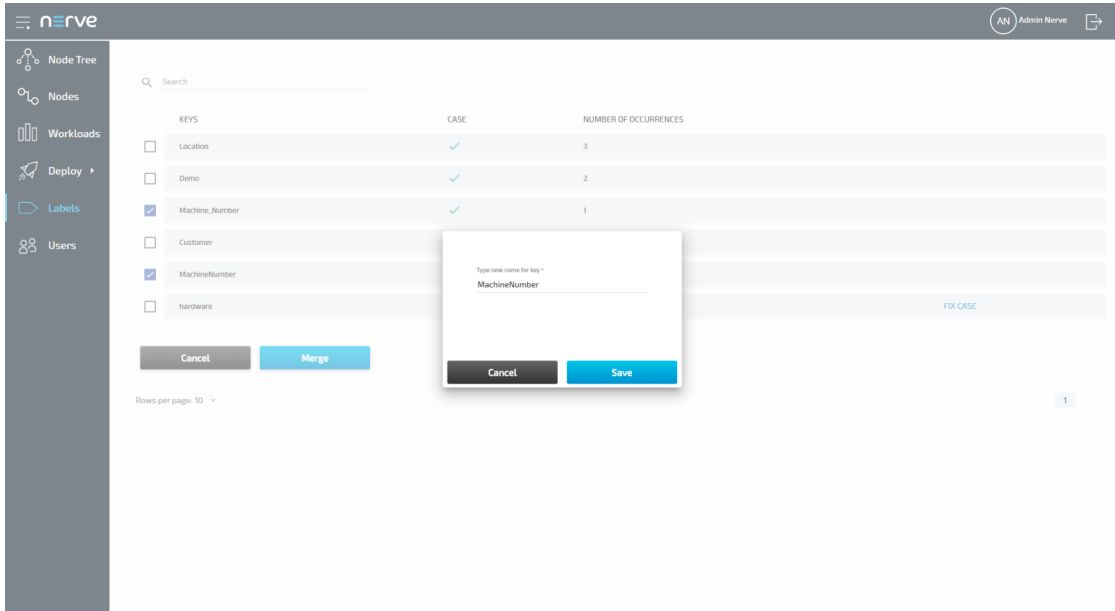 nerve
AN Admin Nerve
Node Tree
Nodes
Workloads
Deploy
Labels
Users
Search
KEYS CASE NUMBER OF OCCURRENCES
Location 3
Demo 2
Machine_Number 1
Customer
MachineNumber
hardware FIX CASE
Type new name for key *
MachineNumber
Cancel Save
Cancel Merge
Rows per page: 10 1